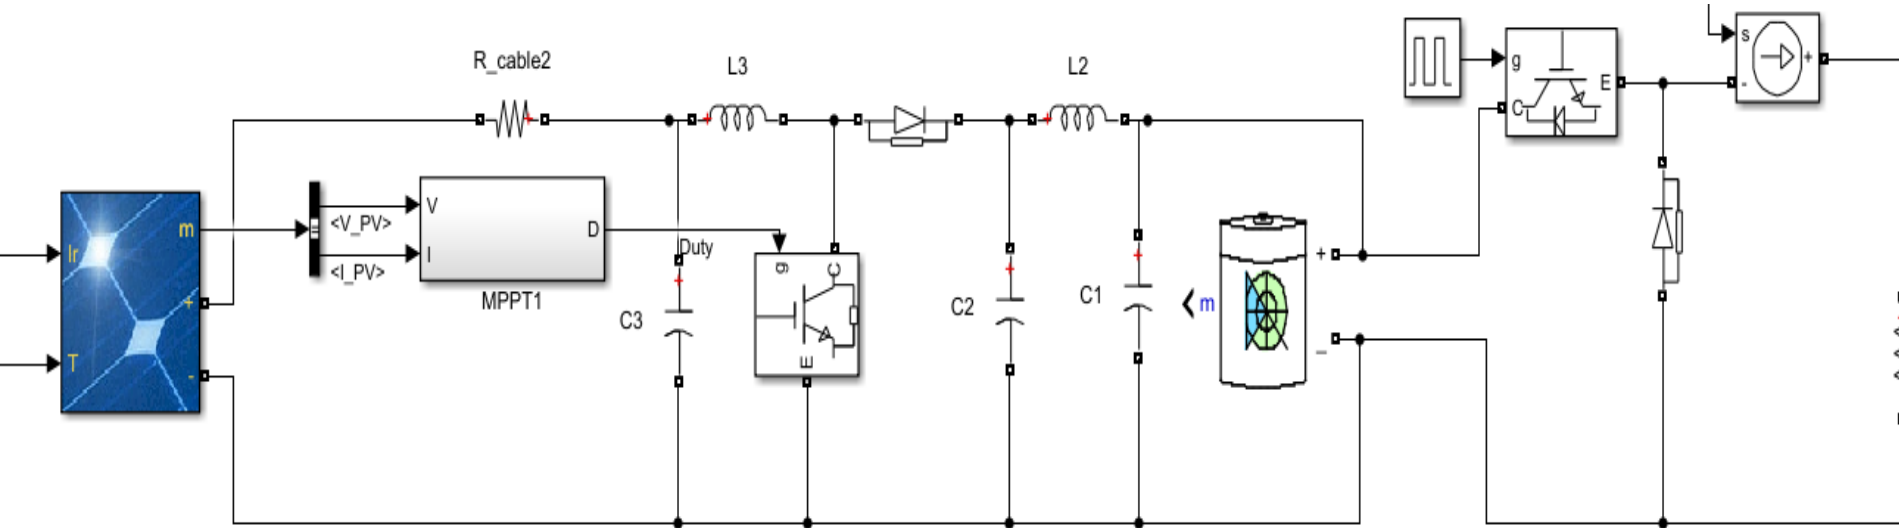 R_cable2
L3
L2
g
E
C
s
+
-
m
Ir
+
T
-
<V_PV>
<I_PV>
V
I
D
MPPT1
Duty
g
C
E
C3
C2
C1
m
+
_